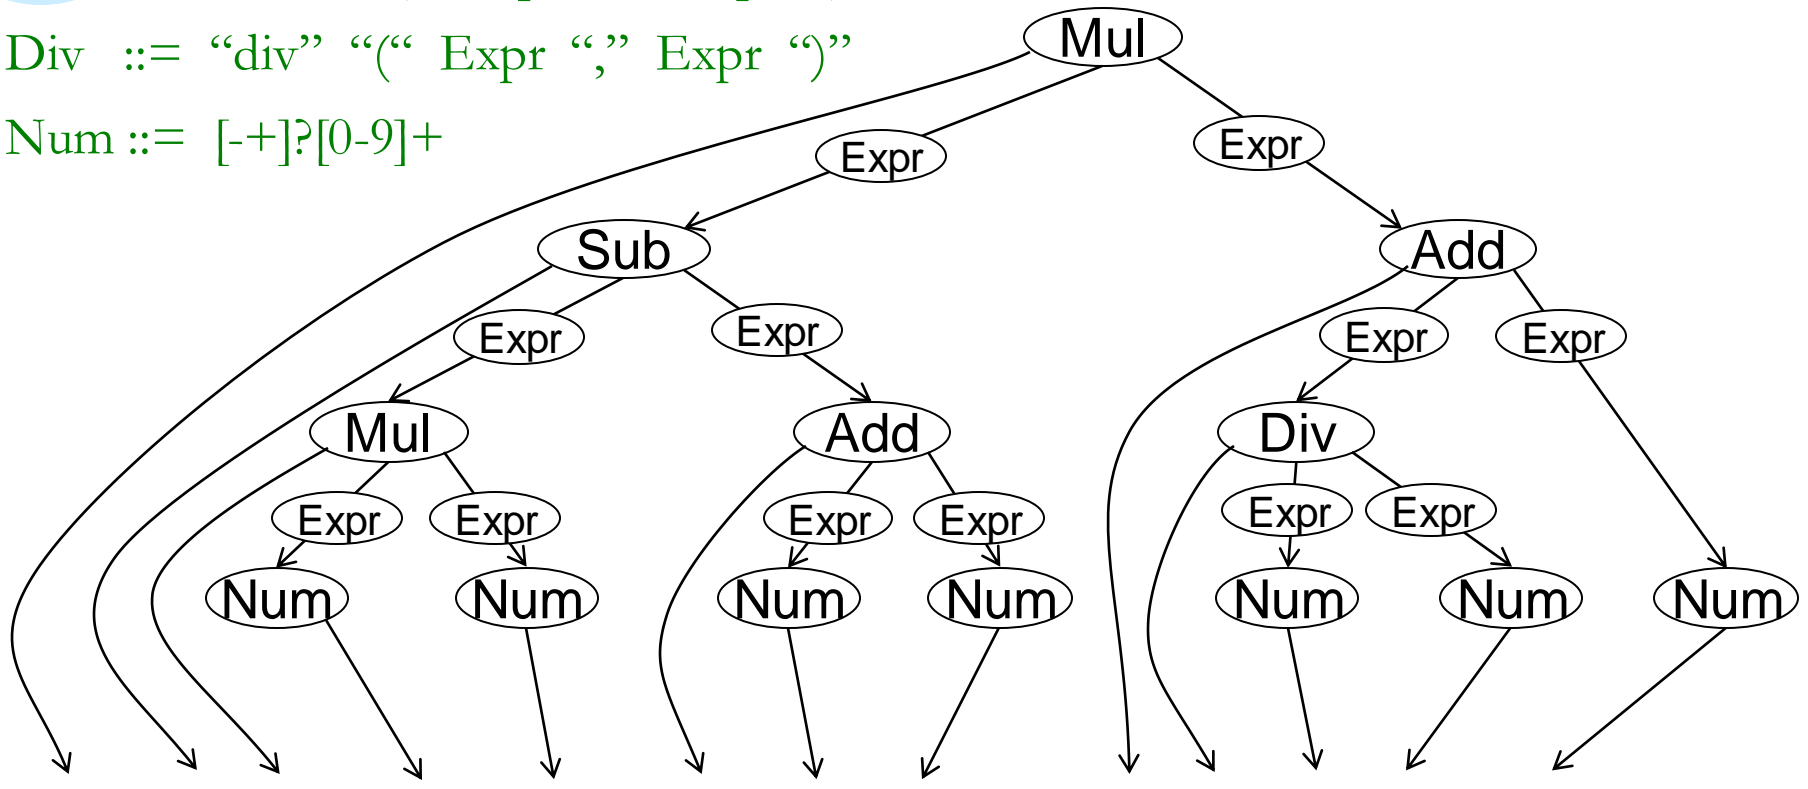 Div ::= “div” “(“ Expr “,” Expr “)”
Num ::= [-+]?[0-9]+
Mul
Expr Expr
Sub Add
Expr Expr Expr Expr
Mul Add Div
Expr Expr Expr Expr Expr Expr
Num Num Num Num Num Num Num